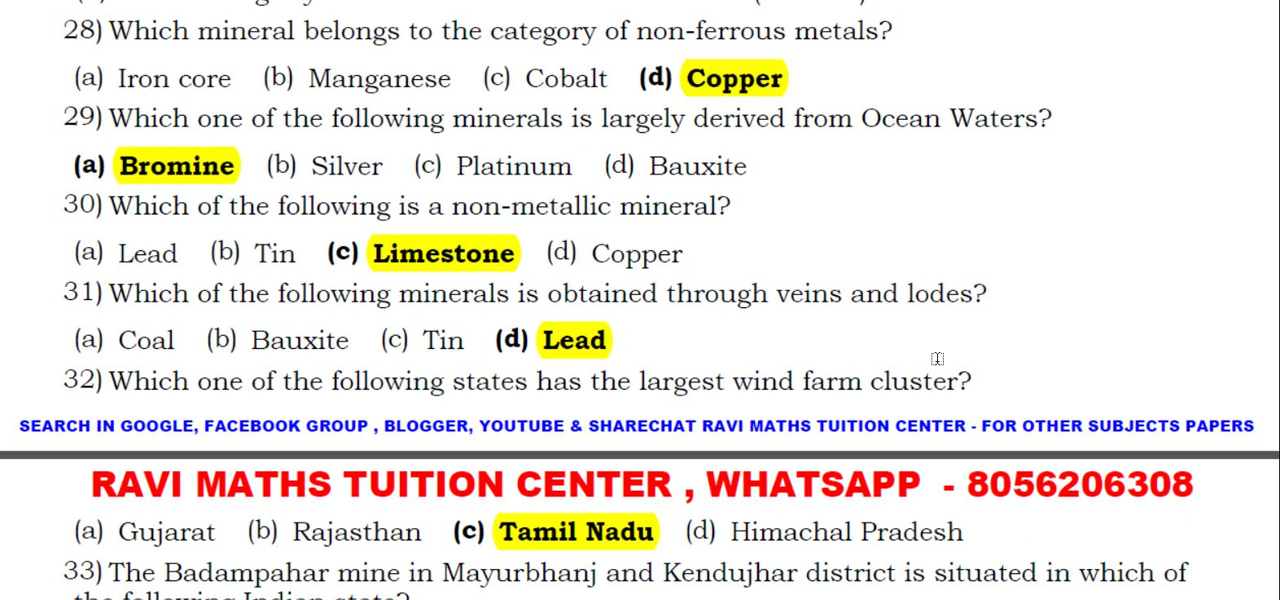 28) Which mineral belongs to the category of non-ferrous metals?
(a) Iron core (b) Manganese (c) Cobalt (d) Copper
29) Which one of the following minerals is largely derived from Ocean Waters?
(a) Bromine (b) Silver (c) Platinum (d) Bauxite
30) Which of the following is a non-metallic mineral?
(a) Lead (b) Tin (c) Limestone (d) Copper
31) Which of the following minerals is obtained through veins and lodes?
(a) Coal (b) Bauxite (c) Tin (d) Lead
32) Which one of the following states has the largest wind farm cluster?
SEARCH IN GOOGLE, FACEBOOK GROUP , BLOGGER, YOUTUBE & SHARECHAT RAVI MATHS TUITION CENTER - FOR OTHER SUBJECTS PAPERS
RAVI MATHS TUITION CENTER , WHATSAPP - 8056206308
(a) Gujarat (b) Rajasthan (c) Tamil Nadu (d) Himachal Pradesh
33) The Badampahar mine in Mayurbhanj and Kendujhar district is situated in which of
the following Indian state?